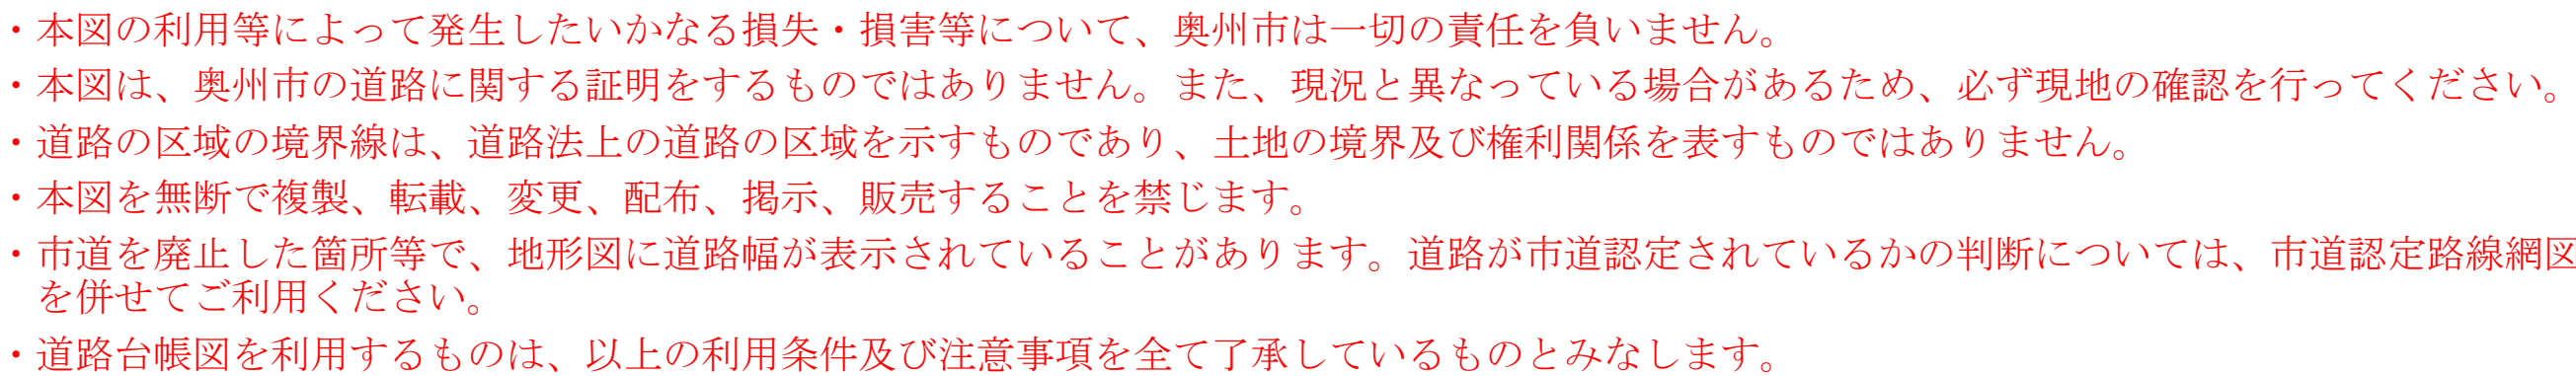 ・本図の利用等によって発生したいかなる損失・損害等について、奥州市は一切の責任を負いません。
・本図は、奥州市の道路に関する証明をするものではありません。また、現況と異なっている場合があるため、必ず現地の確認を行ってください。
・道路の区域の境界線は、道路法上の道路の区域を示すものであり、土地の境界及び権利関係を表すものではありません。
・本図を無断で複製、転載、変更、配布、掲示、販売することを禁じます。
・市道を廃止した箇所等で、地形図に道路幅が表示されていることがあります。道路が市道認定されているかの判断については、市道認定路線網図
を併せてご利用ください。
・道路台帳図を利用するものは、以上の利用条件及び注意事項を全て了承しているものとみなします。